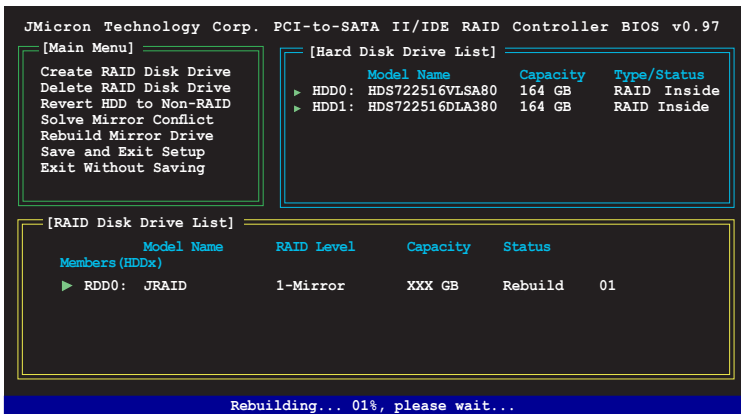 JMicron Technology Corp. PCI-to-SATA II/IDE RAID Controller BIOS v0.97
[Main Menu]
Create RAID Disk Drive
Delete RAID Disk Drive
Revert HDD to Non-RAID
Solve Mirror Conflict
Rebuild Mirror Drive
Save and Exit Setup
Exit Without Saving
[Hard Disk Drive List]
Model Name Capacity Type/Status
HDD0: HDS722516VLSA80 164 GB RAID Inside
HDD1: HDS722516DLA380 164 GB RAID Inside
[RAID Disk Drive List]
Model Name RAID Level Capacity Status
Members(HDDx)
RDD0: JRAID 1-Mirror XXX GB Rebuild 01
Rebuilding... 01%, please wait...